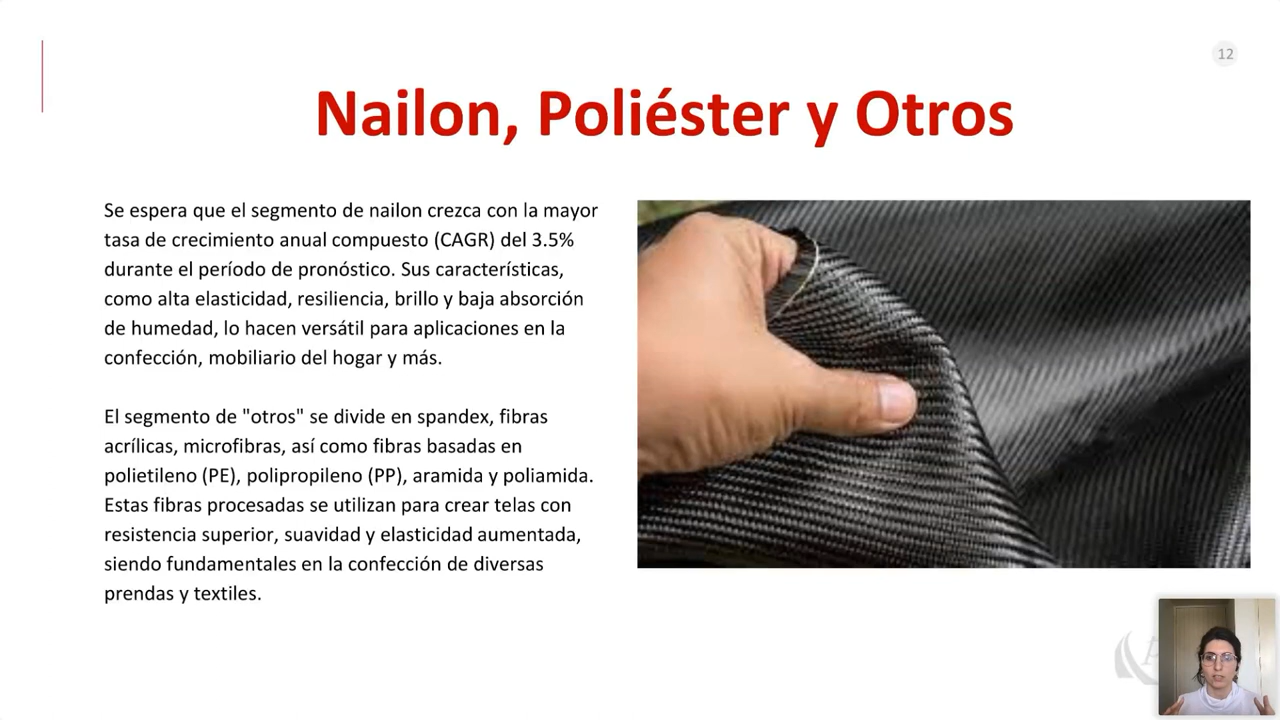 12
Nailon, Poliéster y Otros
Se espera que el segmento de nailon crezca con la mayor
tasa de crecimiento anual compuesto (CAGR) del 3.5%
durante el período de pronóstico. Sus características,
como alta elasticidad, resiliencia, brillo y baja absorción
de humedad, lo hacen versátil para aplicaciones en la
confección, mobiliario del hogar y más.
El segmento de "otros" se divide en spandex, fibras
acrílicas, microfibras, así como fibras basadas en
polietileno (PE), polipropileno (PP), aramida y poliamida.
Estas fibras procesadas se utilizan para crear telas con
resistencia superior, suavidad y elasticidad aumentada,
siendo fundamentales en la confección de diversas
prendas y textiles.